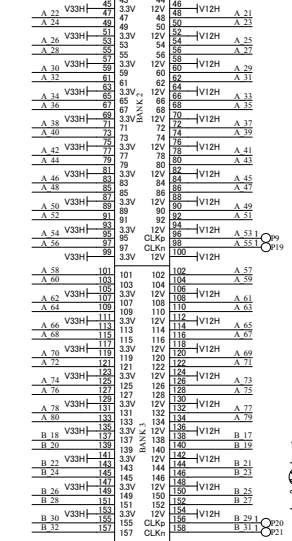 V33H 45 3.3V 12V 46 V12H
A 22 47 47 48 48 A 21
A 24 49 49 50 50 A 23
V33H 51 3.3V 12V 52 V12H
A 26 53 53 54 54 A 25
A 28 55 55 56 56 A 27
V33H 57 3.3V 12V 58 V12H
A 30 59 59 60 60 A 29
A 32 61 61 62 62 A 31
V33H 63 3.3V 12V 64 V12H
BANK 2
A 34 65 65 66 66 A 33
A 36 67 67 68 68 A 35
V33H 69 3.3V 12V 70 V12H
A 38 71 71 72 72 A 37
A 40 73 73 74 74 A 39
V33H 75 3.3V 12V 76 V12H
A 42 77 77 78 78 A 41
A 44 79 79 80 80 A 43
V33H 81 3.3V 12V 82 V12H
A 46 83 83 84 84 A 45
A 48 85 85 86 86 A 47
V33H 87 3.3V 12V 88 V12H
A 50 89 89 90 90 A 49
A 52 91 91 92 92 A 51
V33H 93 3.3V 12V 94 V12H
A 54 95 95 CLKp 96 A 53 1 P9
A 56 97 97 CLKn 98 A 55 1 P19
V33H 99 3.3V 12V 100 V12H
A 58 101 101 102 102 A 57
A 60 103 103 104 104 A 59
V33H 105 3.3V 12V 106 V12H
A 62 107 107 108 108 A 61
A 64 109 109 110 110 A 63
V33H 111 3.3V 12V 112 V12H
A 66 113 113 114 114 A 65
A 68 115 115 116 116 A 67
V33H 117 3.3V 12V 118 V12H
A 70 119 119 120 120 A 69
A 72 121 121 122 122 A 71
V33H 123 3.3V 12V 124 V12H
A 74 125 125 126 126 A 73
A 76 127 127 128 128 A 75
V33H 129 3.3V 12V 130 V12H
A 78 131 131 132 132 A 77
A 80 133 133 134 134 A 79
V33H 135 3.3V 12V 136 V12H
BANK 3
B 18 137 137 138 138 B 17
B 20 139 139 140 140 B 19
V33H 141 3.3V 12V 142 V12H
B 22 143 143 144 144 B 21
B 24 145 145 146 146 B 23
V33H 147 3.3V 12V 148 V12H
B 26 149 149 150 150 B 25
B 28 151 151 152 152 B 27
V33H 153 3.3V 12V 154 V12H
B 30 155 155 CLKp 156 B 29 1 P20
B 32 157 157 CLKn 158 B 31 1 P21